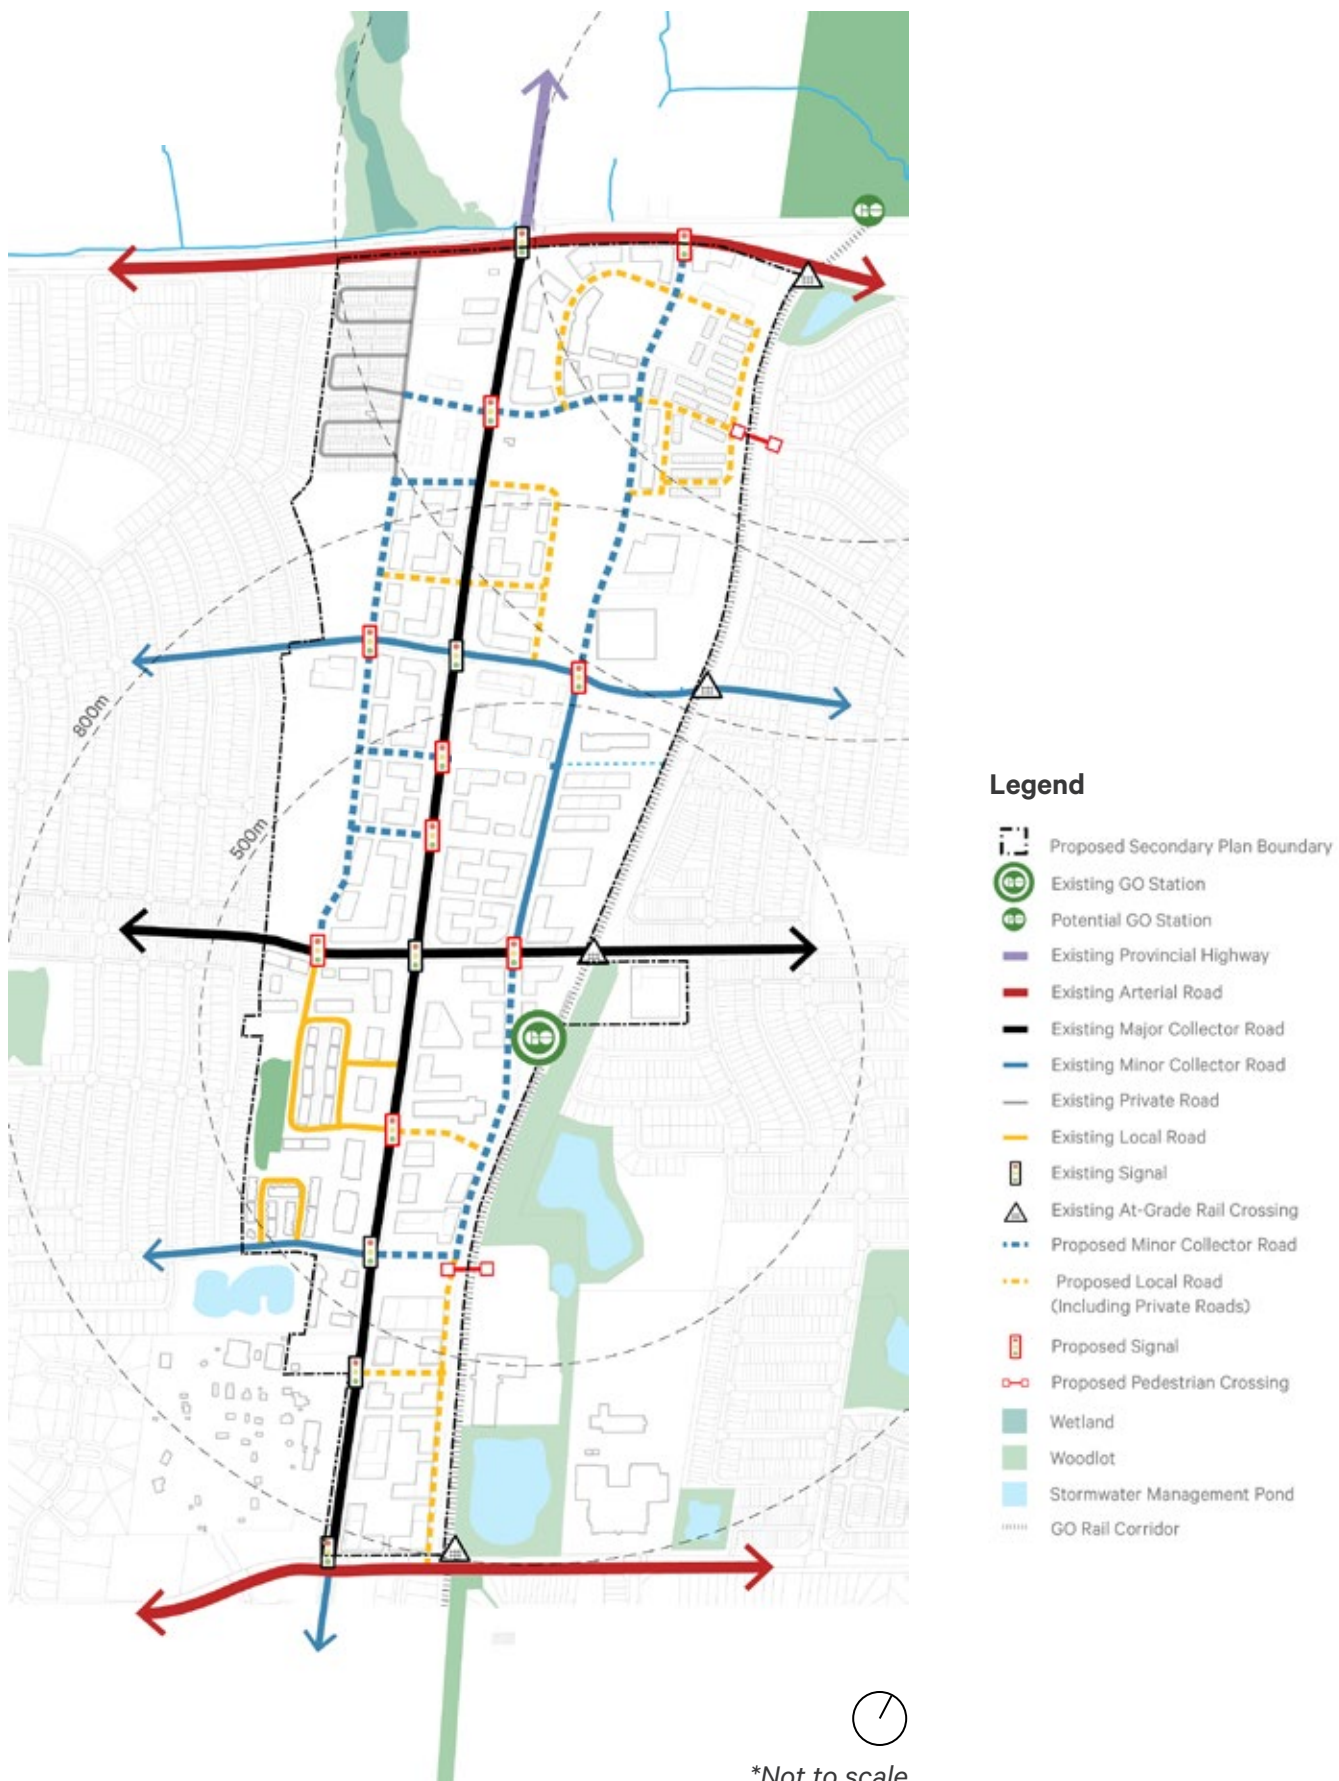 800m
500m
Legend
Proposed Secondary Plan Boundary
Existing GO Station
Potential GO Station
Existing Provincial Highway
Existing Arterial Road
Existing Major Collector Road
Existing Minor Collector Road
Existing Private Road
Existing Local Road
Existing Signal
Existing At-Grade Rail Crossing
Proposed Minor Collector Road
Proposed Local Road
(Including Private Roads)
Proposed Signal
Proposed Pedestrian Crossing
Wetland
Woodlot
Stormwater Management Pond
GO Rail Corridor
*Not to scale